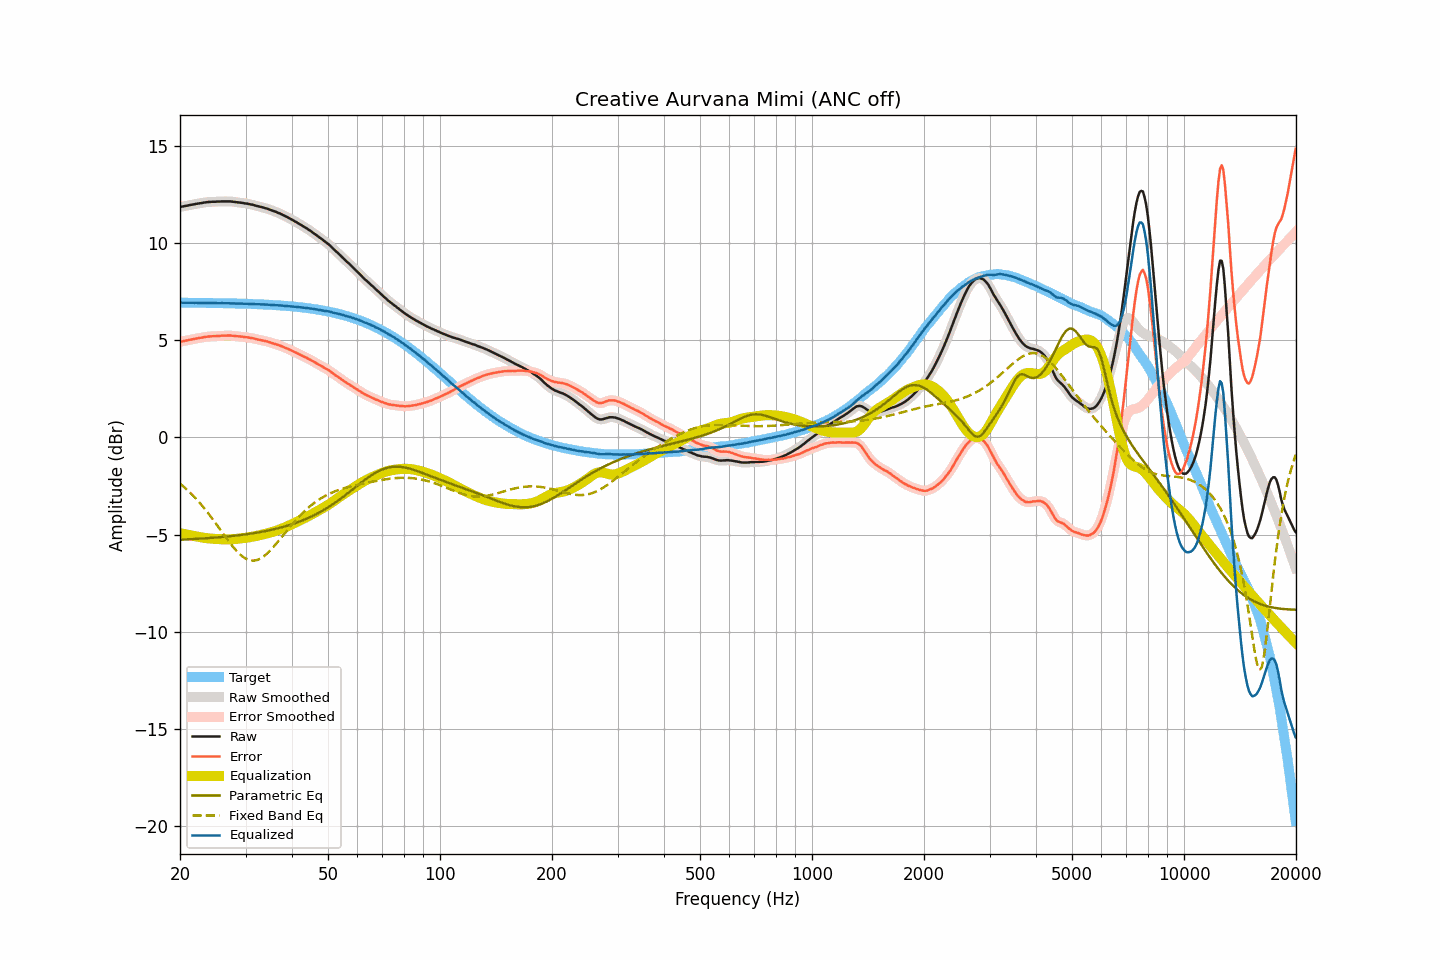 Creative Aurvana Mimi (ANC off)
15
10
5
0
−5
−10
−15
−20
Amplitude (dBr)
Target
Raw Smoothed
Error Smoothed
Raw
Error
Equalization
Parametric Eq
Fixed Band Eq
Equalized
20 50 100 200 500 1000 2000 5000 10000 20000
Frequency (Hz)